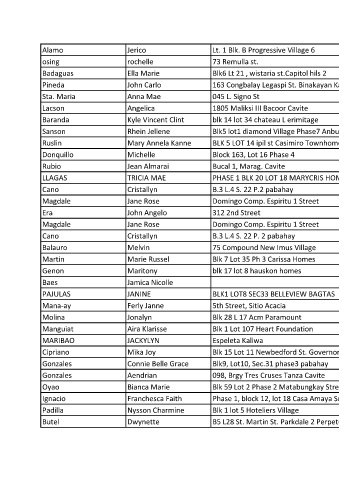 Alamo Jerico Lt. 1 Blk. B Progressive Village 6
osing rochelle 73 Remulla st.
Badaguas Ella Marie Blk6 Lt 21 , wistaria st.Capitol hils 2
Pineda John Carlo 163 Congbalay Legaspi St. Binakayan Ka
Sta. Maria Anna Mae 045 L. Signo St
Lacson Angelica 1805 Maliksi III Bacoor Cavite
Baranda Kyle Vincent Clint blk 14 lot 34 chateau L ermitage
Sanson Rhein Jellene Blk5 lot1 diamond Village Phase7 Anbu
Ruslin Mary Annela Kanne BLK 5 LOT 14 ipil st Casimiro Townhome
Donquillo Michelle Block 163, Lot 16 Phase 4
Rubio Jean Almarai Bucal 1, Marag. Cavite
LLAGAS TRICIA MAE PHASE 1 BLK 20 LOT 18 MARYCRIS HOM
Cano Cristallyn B.3 L.4 S. 22 P.2 pabahay
Magdale Jane Rose Domingo Comp. Espiritu 1 Street
Era John Angelo 312 2nd Street
Magdale Jane Rose Domingo Comp. Espiritu 1 Street
Cano Cristallyn B.3 L.4 S. 22 P. 2 pabahay
Balauro Melvin 75 Compound New Imus Village
Martin Marie Russel Blk 7 Lot 35 Ph 3 Carissa Homes
Genon Maritony blk 17 lot 8 hauskon homes
Baes Jamica Nicolle
PAJULAS JANINE BLK1 LOT8 SEC33 BELLEVIEW BAGTAS
Mana-ay Ferly Janne 5th Street, Sitio Acacia
Molina Jonalyn Blk 28 L 17 Acm Paramount
Manguiat Aira Klarisse Blk 1 Lot 107 Heart Foundation
MARIBAO JACKYLYN Espeleta Kaliwa
Cipriano Mika Joy Blk 15 Lot 11 Newbedford St. Governor
Gonzales Connie Belle Grace Blk9, Lot10, Sec.31 phase3 pabahay
Gonzales Aendrian 098, Brgy Tres Cruses Tanza Cavite
Oyao Bianca Marie Blk 59 Lot 2 Phase 2 Matabungkay Stre
Ignacio Franchesca Faith Phase 1, block 12, lot 18 Casa Amaya S
Padilla Nysson Charmine Blk 1 lot 5 Hoteliers Village
Butel Dwynette B5 L28 St. Martin St. Parkdale 2 Perpet